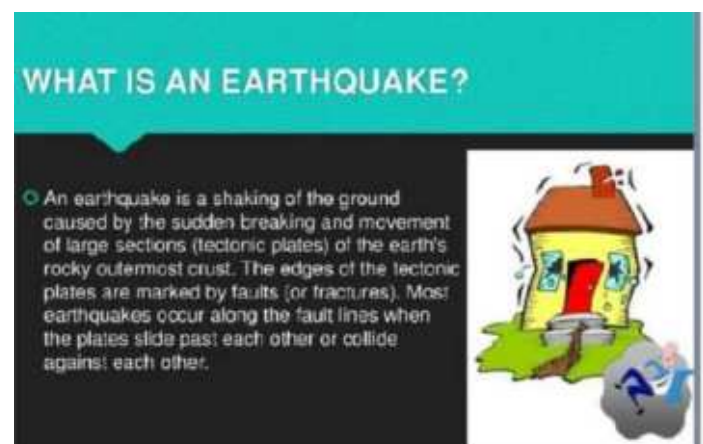 WHAT IS AN EARTHQUAKE?
An earthquake is a shaking of the ground
caused by the sudden breaking and movement
of large sections (tectonic plates) of the earth's
rocky outermost crust. The edges of the tectonic
plates are marked by faults (or fractures). Most
earthquakes occur along the fault lines when
the plates slide past each other or collide
against each other.